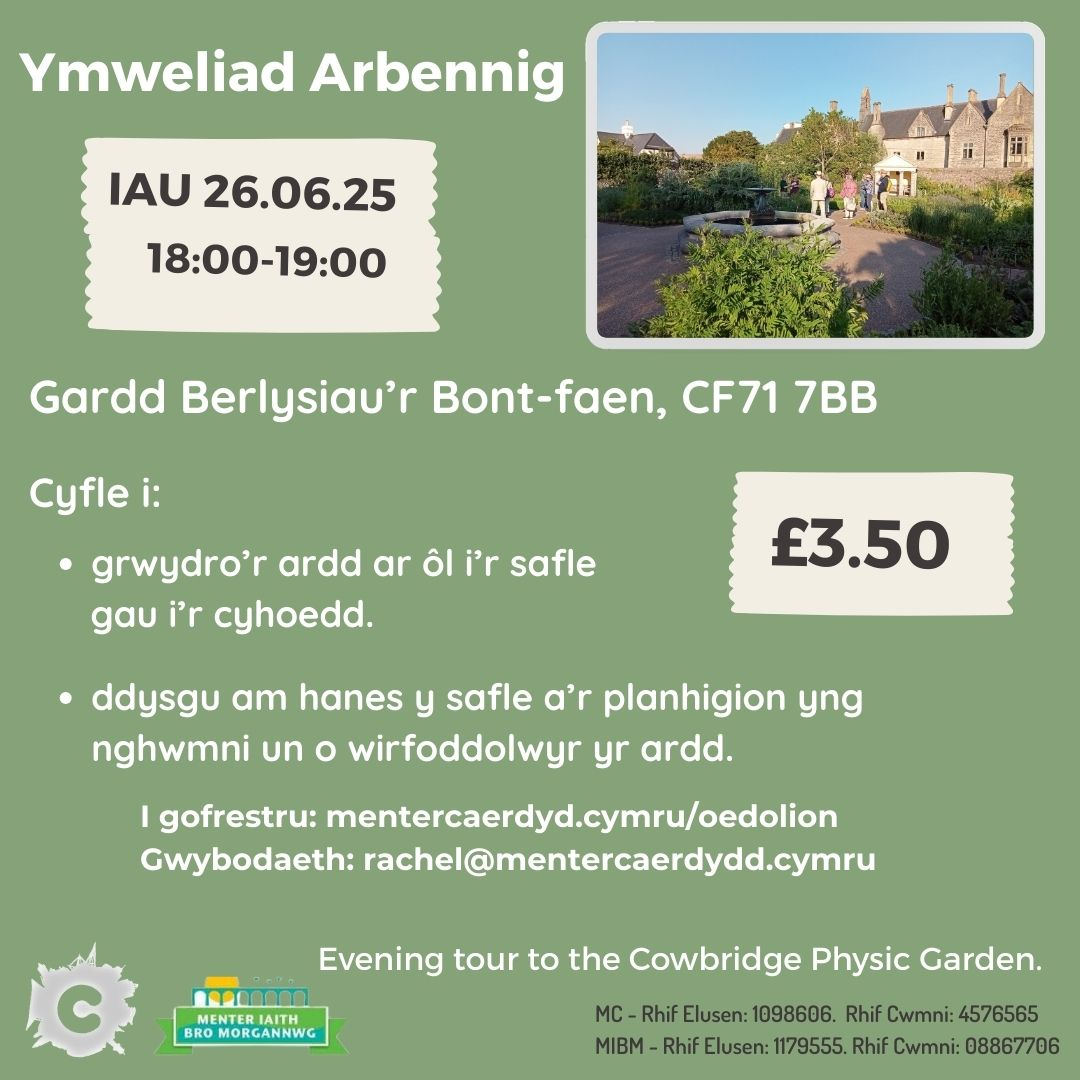 Ymweliad Arbennig
IAU 26.06.25
18:00-19:00
Gardd Berlysiau’r Bont-faen, CF71 7BB
Cyfle i:
• grwydro’r ardd ar ôl i’r safle
gau i’r cyhoedd.
£3.50
• ddysgu am hanes y safle a’r planhigion yng
nghwmni un o wirfoddolwyr yr ardd.
I gofrestru: mentercaerdyd.cymru/oedolion
Gwybodaeth: rachel@mentercaerdydd.cymru
Evening tour to the Cowbridge Physic Garden.
C
MENTER IAITH
BRO MORGANNWG
MC - Rhif Elusen: 1098606. Rhif Cwmni: 4576565
MIBM - Rhif Elusen: 1179555. Rhif Cwmni: 08867706